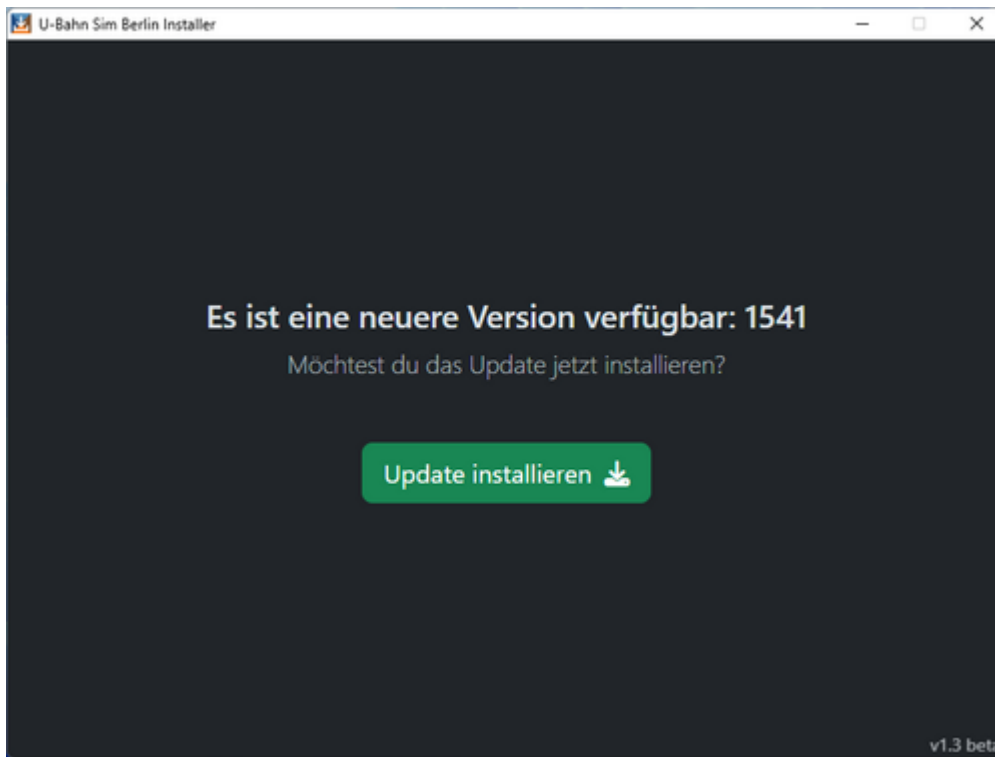 U-Bahn Sim Berlin Installer
Es ist eine neuere Version verfügbar: 1541
Möchtest du das Update jetzt installieren?
Update installieren
v1.3 beta